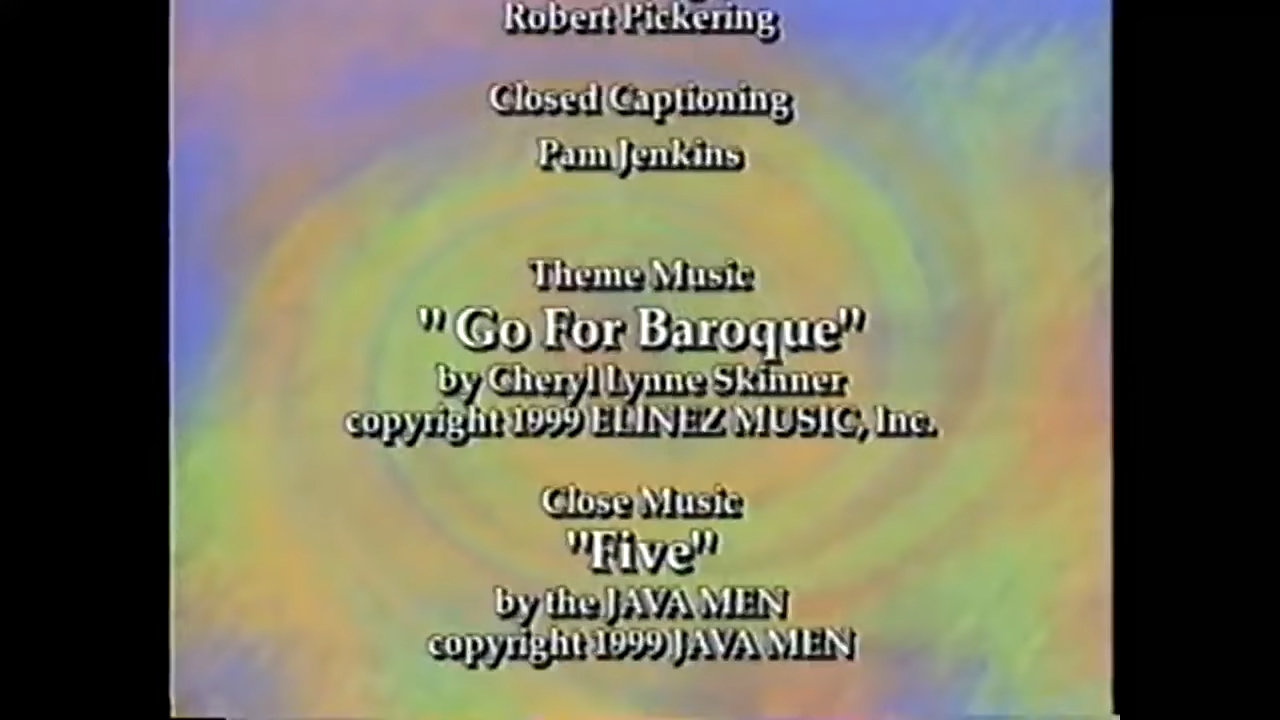 Robert Pickering
Closed Captioning
Pam Jenkins
Theme Music
" Go For Baroque"
by Cheryl Lynne Skinner
copyright 1999 ELINEZ MUSIC, Inc.
Close Music
"Five"
by the JAVA MEN
copyright 1999 JAVA MEN